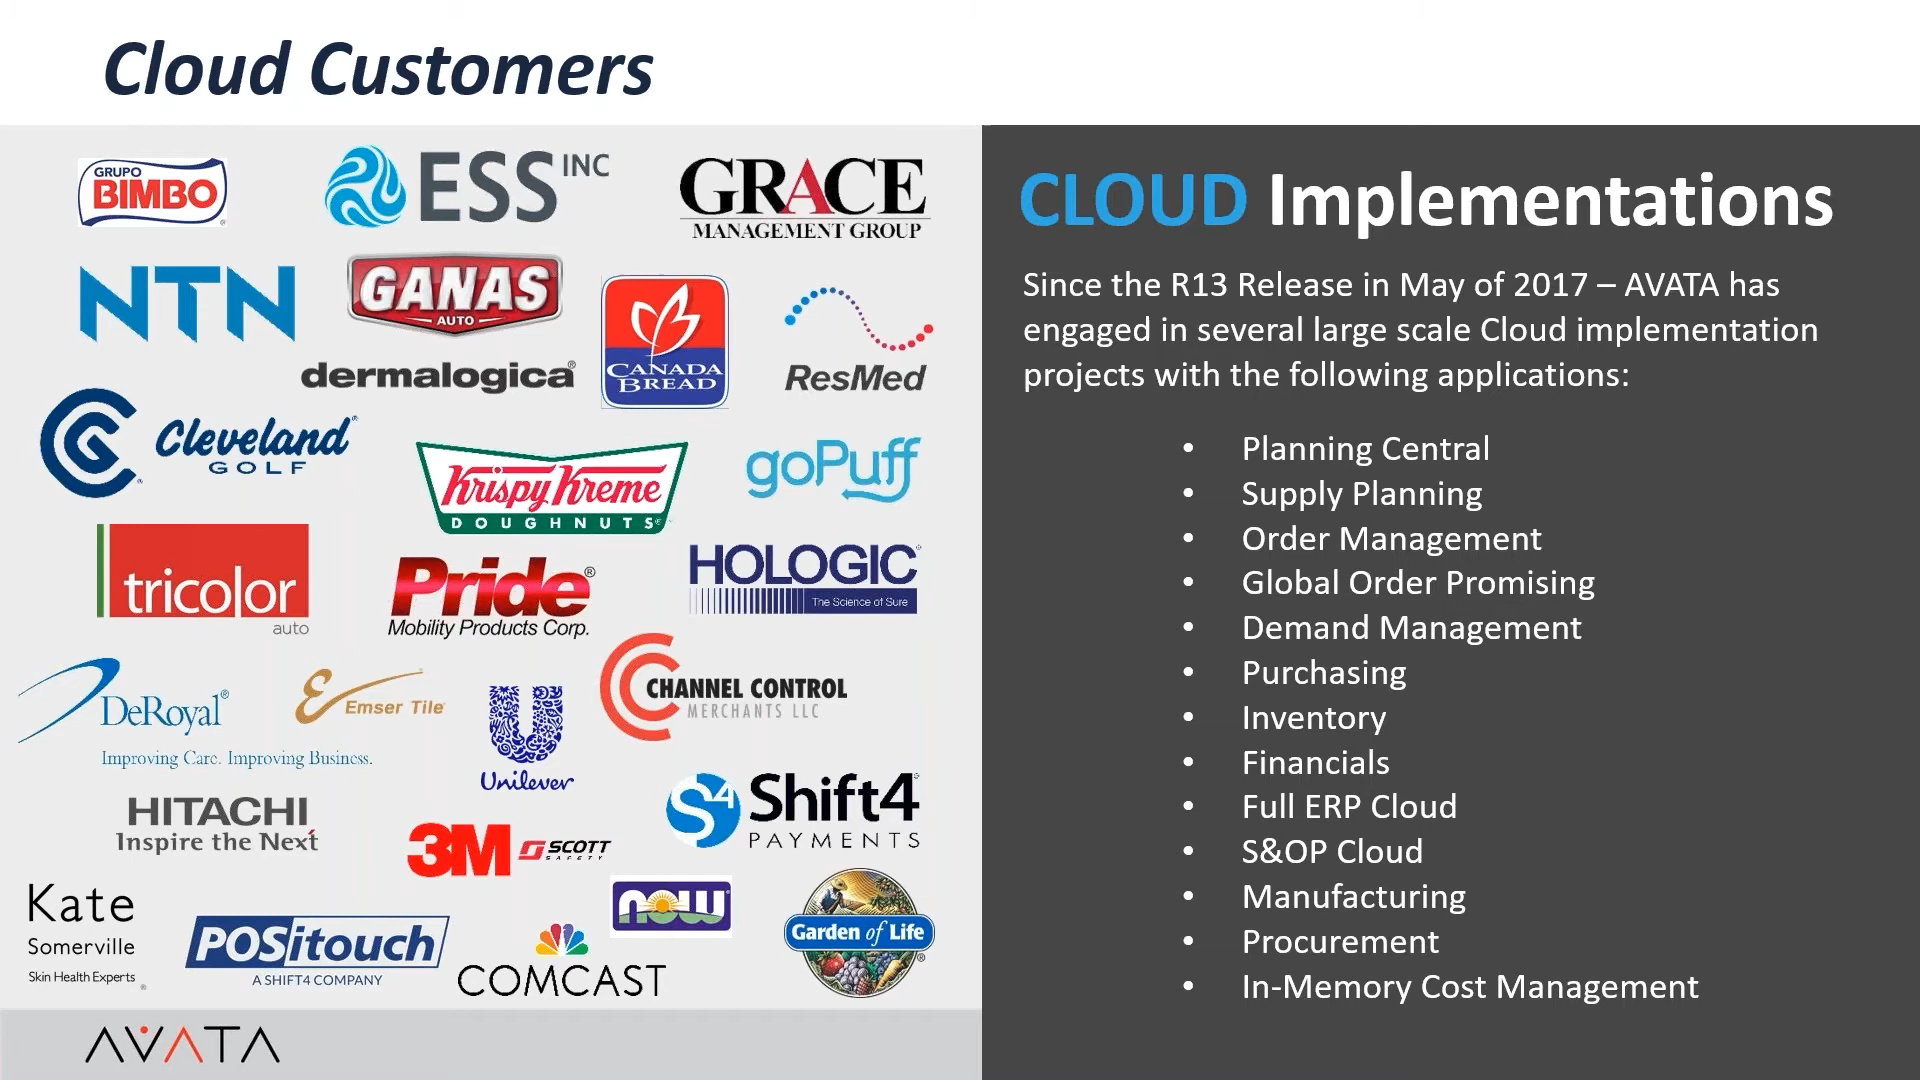 Cloud Customers
GRUPO
BIMBO
ESS INC
GRACE
MANAGEMENT GROUP
NTN
GANAS
AUTO
dermalogica®
CANADA
BREAD
ResMed
CG
Cleveland
GOLF
Krispy Kreme
DOUGHNUTS
goPuff
tricolor
auto
Pride®
Mobility Products Corp.
HOLOGIC®
The Science of Sure
DeRoyal®
Improving Care. Improving Business.
Emser Tile
U
Unilever
CHANNEL CONTROL
MERCHANTS LLC
HITACHI
Inspire the Next
3M SCOTT
SAFETY
S4 Shift4
PAYMENTS
Kate
Somerville
Skin Health Experts
POSitouch
A SHIFT4 COMPANY
COMCAST
NOW
Garden of Life®
AVATA
CLOUD Implementations
Since the R13 Release in May of 2017 – AVATA has
engaged in several large scale Cloud implementation
projects with the following applications:
• Planning Central
• Supply Planning
• Order Management
• Global Order Promising
• Demand Management
• Purchasing
• Inventory
• Financials
• Full ERP Cloud
• S&OP Cloud
• Manufacturing
• Procurement
• In-Memory Cost Management